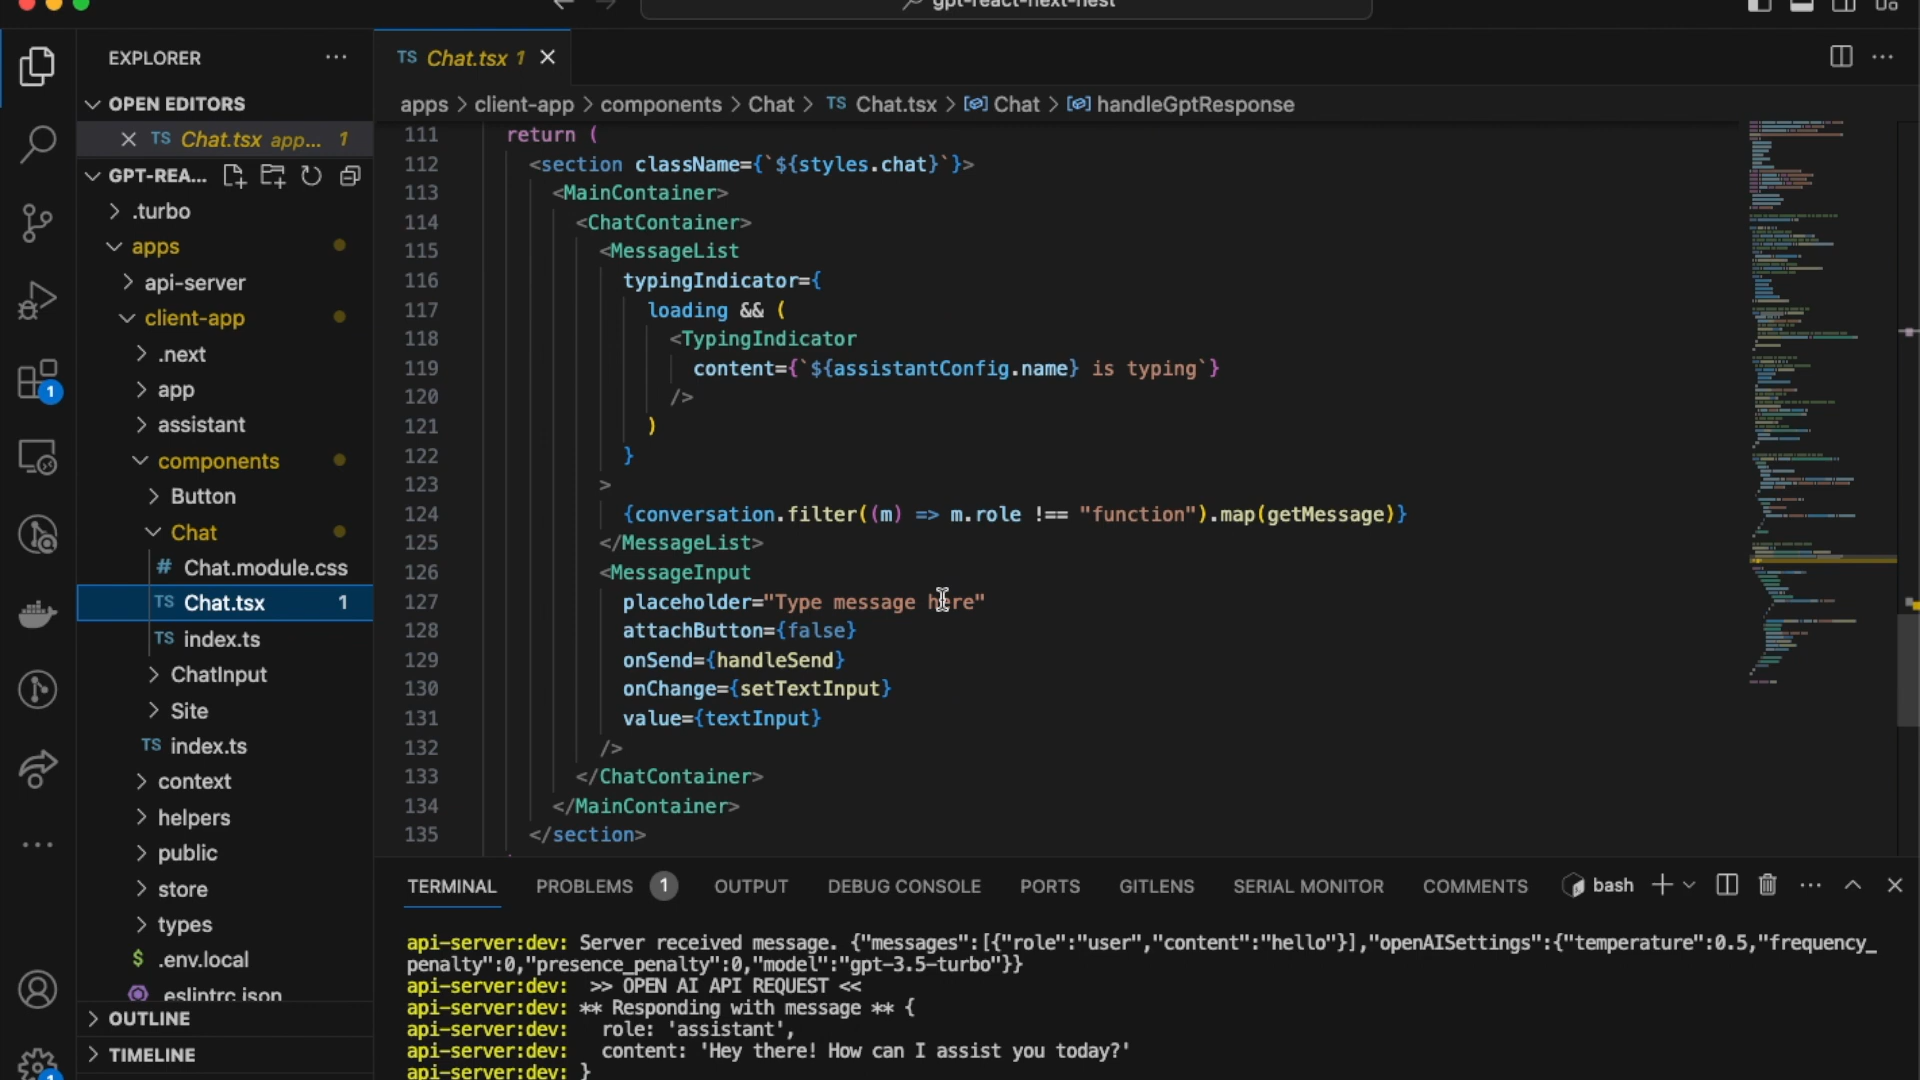 gpt-react-next-nest
EXPLORER
OPEN EDITORS
TS Chat.tsx app... 1
GPT-REA...
.turbo
apps
api-server
client-app
.next
app
assistant
components
Button
Chat
# Chat.module.css
TS Chat.tsx 1
TS index.ts
ChatInput
Site
TS index.ts
context
helpers
public
store
types
$ .env.local
.eslintrc.json
OUTLINE
TIMELINE
1
1
TS Chat.tsx 1
apps > client-app > components > Chat > TS Chat.tsx > Chat > handleGptResponse
111 return (
112 <section className={`${styles.chat}`}>
113 <MainContainer>
114 <ChatContainer>
115 <MessageList
116 typingIndicator={
117 loading && (
118 <TypingIndicator
119 content={`${assistantConfig.name} is typing`}
120 />
121 )
122 }
123 >
124 {conversation.filter((m) => m.role !== "function").map(getMessage)}
125 </MessageList>
126 <MessageInput
127 placeholder="Type message here"
128 attachButton={false}
129 onSend={handleSend}
130 onChange={setTextInput}
131 value={textInput}
132 />
133 </ChatContainer>
134 </MainContainer>
135 </section>
TERMINAL PROBLEMS 1 OUTPUT DEBUG CONSOLE PORTS GITLENS SERIAL MONITOR COMMENTS bash
api-server:dev: Server received message. {"messages":[{"role":"user","content":"hello"}],"openAISettings":{"temperature":0.5,"frequency_
penalty":0,"presence_penalty":0,"model":"gpt-3.5-turbo"}}
api-server:dev: >> OPEN AI API REQUEST <<
api-server:dev: ** Responding with message ** {
api-server:dev: role: 'assistant',
api-server:dev: content: 'Hey there! How can I assist you today?'
api-server:dev: }